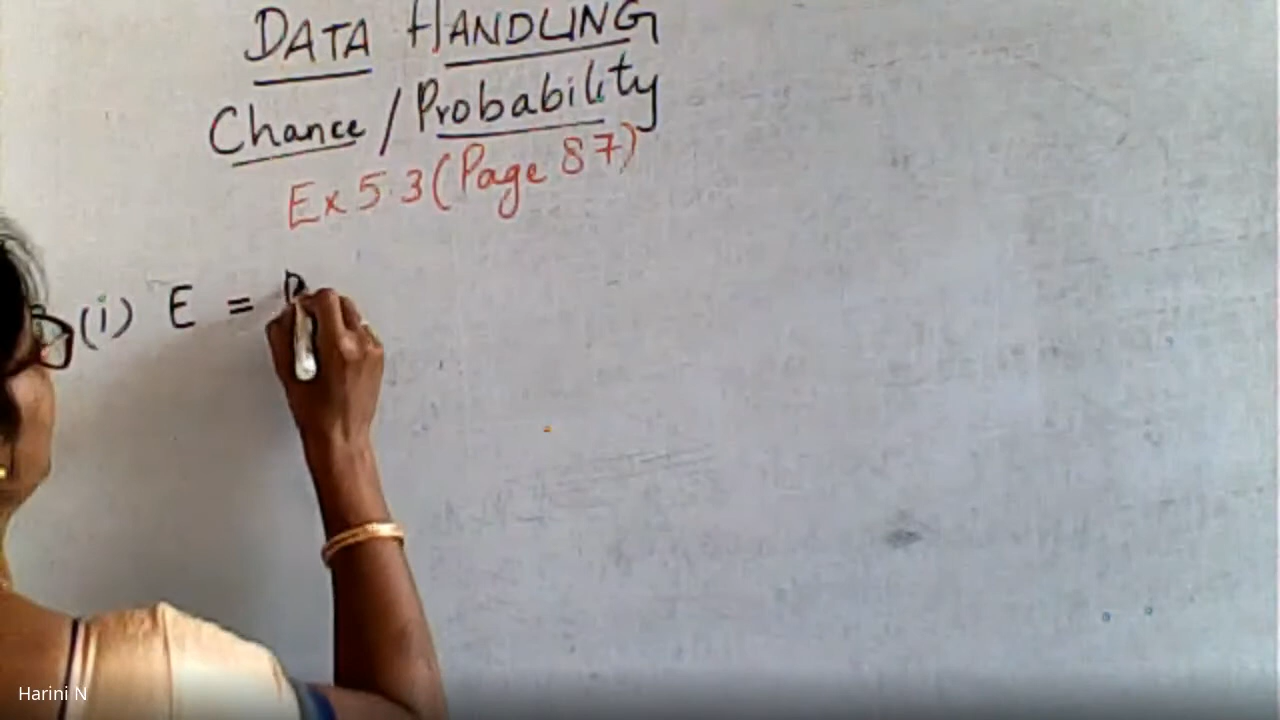 DATA HANDLING
Chance / Probability
Ex 5.3 (Page 87)
(i) E =
Harini N